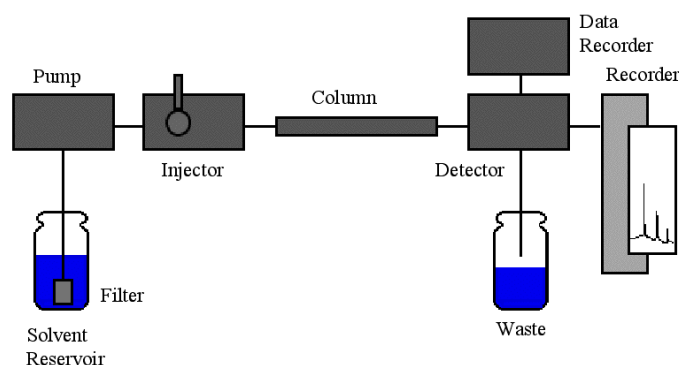 Data
Recorder
Pump
Recorder
Column
Injector
Detector
Filter
Solvent
Reservoir
Waste